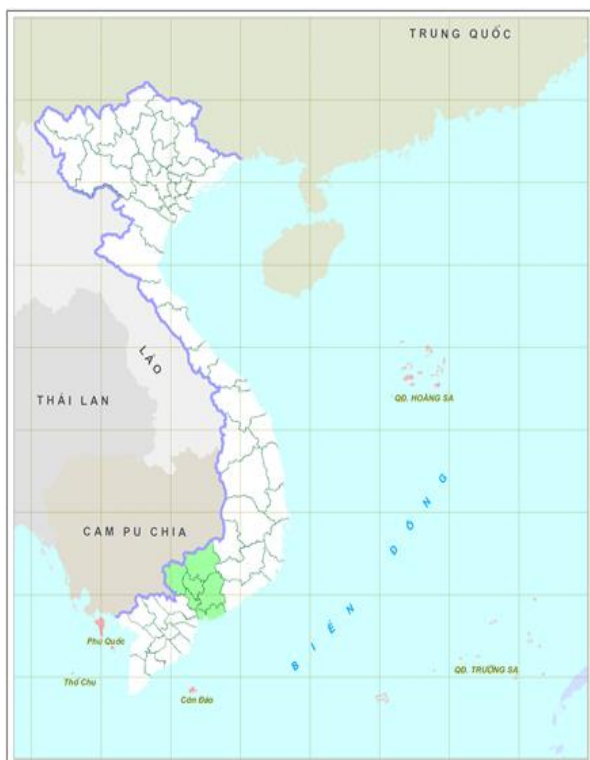 TRUNG QUỐC
LÀO
THÁI LAN
QĐ. HOÀNG SA
CAM PU CHIA
BIỂN ĐÔNG
Phú Quốc
QĐ. TRƯỜNG SA
Thổ Chu
Côn Đảo